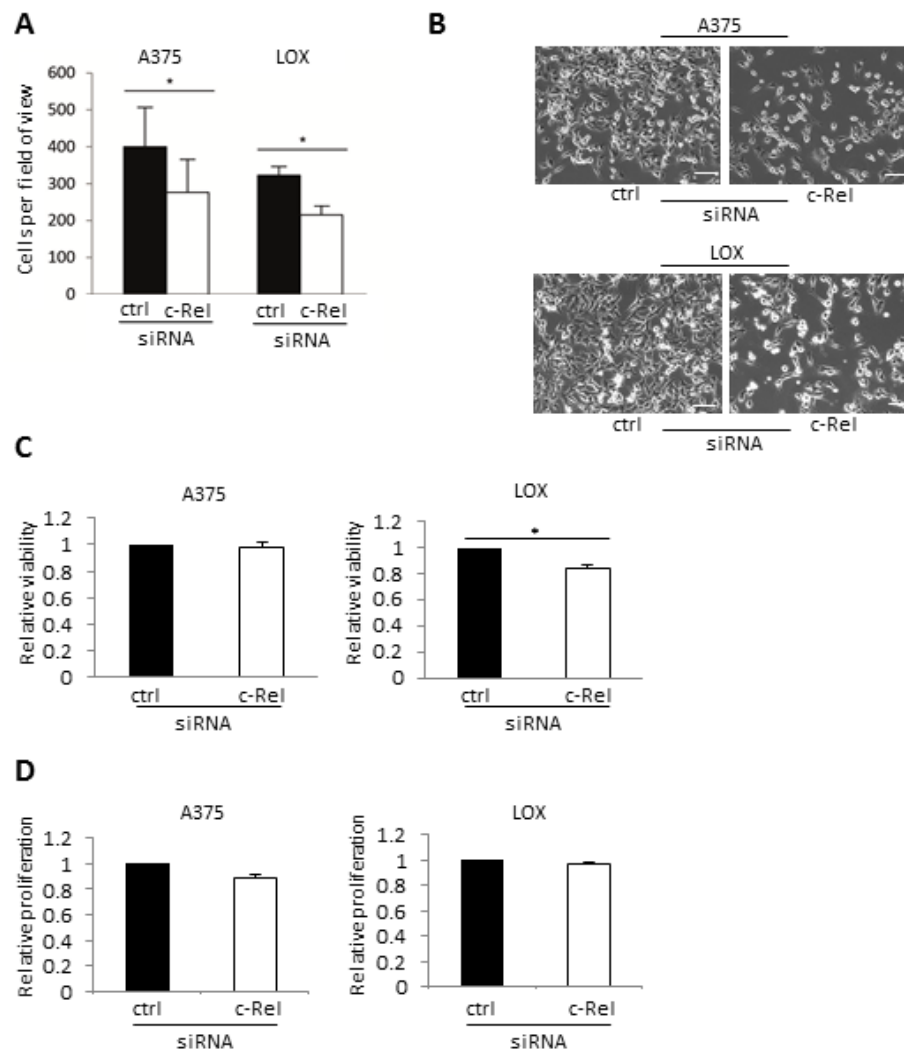 A
A375 LOX
* *
Cells per field of view
600
500
400
300
200
100
0
ctrl c-Rel ctrl c-Rel
siRNA siRNA
B
A375
ctrl c-Rel
siRNA
LOX
ctrl c-Rel
siRNA
C
A375
Relative viability
1.2
1
0.8
0.6
0.4
0.2
0
ctrl c-Rel
siRNA
LOX
*
Relative viability
1.2
1
0.8
0.6
0.4
0.2
0
ctrl c-Rel
siRNA
D
A375
Relative proliferation
1.2
1
0.8
0.6
0.4
0.2
0
ctrl c-Rel
siRNA
LOX
Relative proliferation
1.2
1
0.8
0.6
0.4
0.2
0
ctrl c-Rel
siRNA